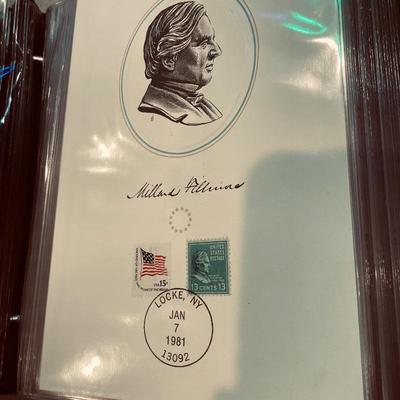 Millard Fillmore
USA 15c
UNITED
STATES
POSTAGE
13 CENTS 13
LOCKE, NY
JAN
7
1981
13092